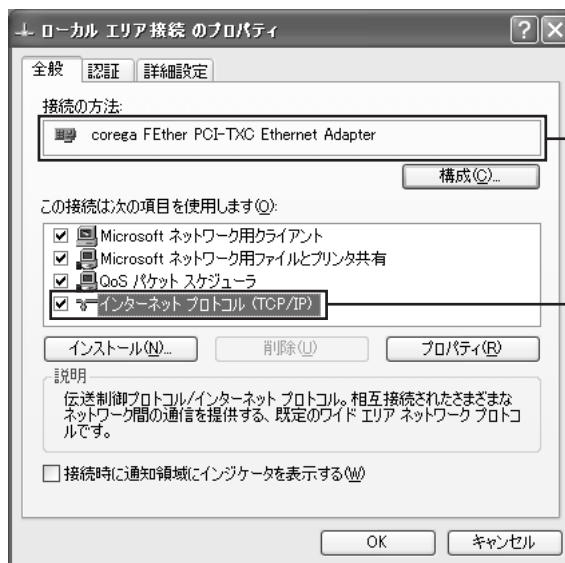 ローカル エリア接続 のプロパティ
全般 認証 詳細設定
接続の方法:
corega FEther PCI-TXC Ethernet Adapter
構成(C)...
この接続は次の項目を使用します(O):
Microsoft ネットワーク用クライアント
Microsoft ネットワーク用ファイルとプリンタ共有
QoS パケット スケジューラ
インターネット プロトコル (TCP/IP)
インストール(N)... 削除(U) プロパティ(R)
説明
伝送制御プロトコル/インターネット プロトコル。相互接続されたさまざまな
ネットワーク間の通信を提供する、既定のワイド エリア ネットワーク プロトコ
ルです。
接続時に通知領域にインジケータを表示する(W)
OK キャンセル